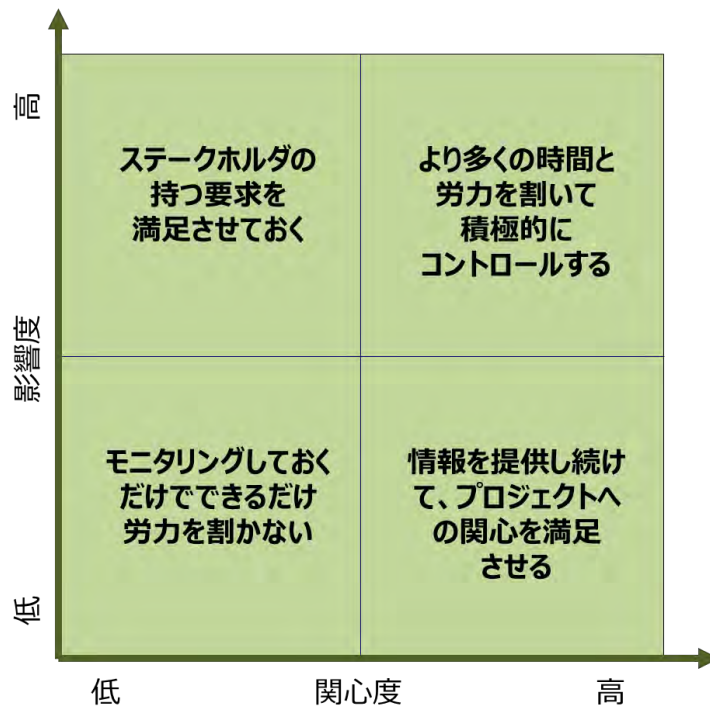 高
ステークホルダの
持つ要求を
満足させておく
より多くの時間と
労力を割いて
積極的に
コントロールする
影響度
モニタリングしておく
だけでできるだけ
労力を割かない
情報を提供し続け
て、プロジェクトへ
の関心を満足
させる
低
低
関心度
高